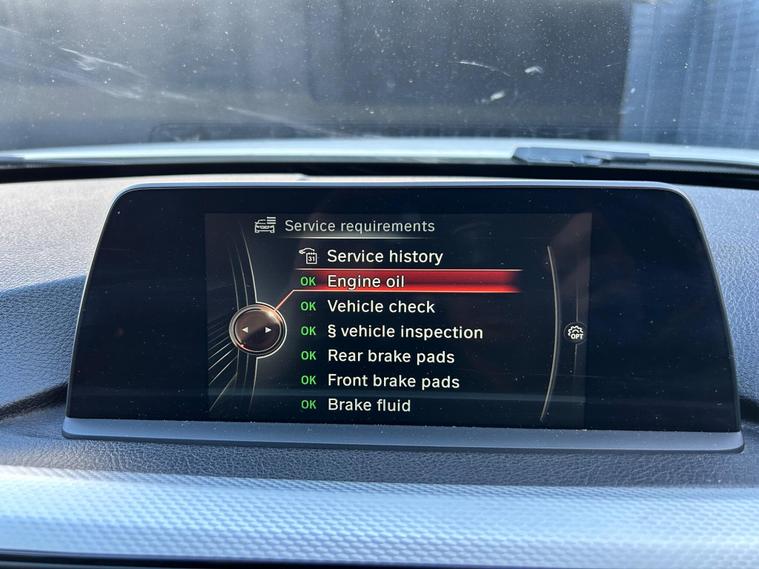 Service requirements
31 Service history
OK Engine oil
OK Vehicle check
OK § vehicle inspection
OPT
OK Rear brake pads
OK Front brake pads
OK Brake fluid